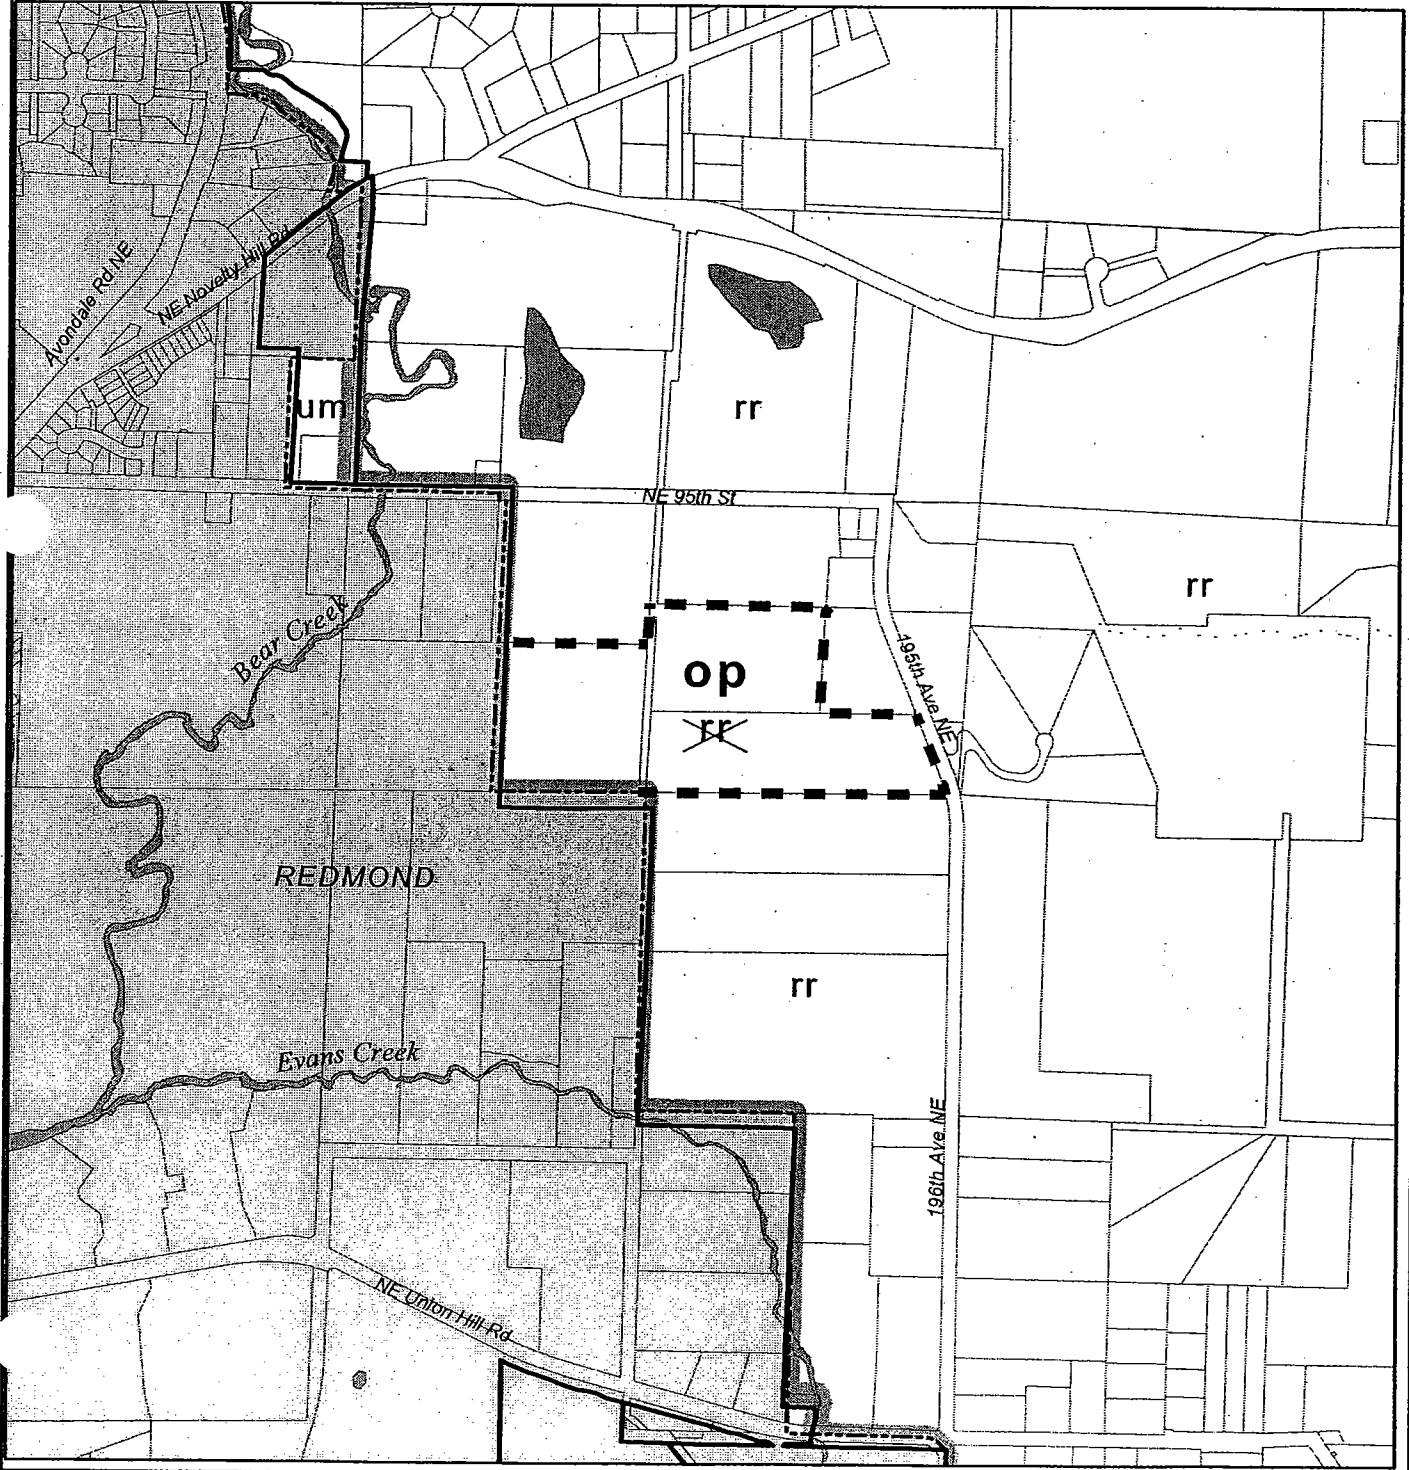 Avondale Rd NE
NE Novelty Hill Rd
um
rr
NE 95th St
rr
Bear Creek
195th Ave NE
op
rr
REDMOND
rr
Evans Creek
196th Ave NE
NE Union Hill Rd